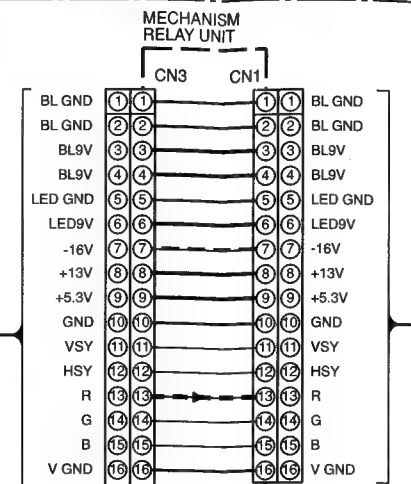 MECHANISM
RELAY UNIT
CN3 CN1
BL GND 1 1 1 1 BL GND
BL GND 2 2 2 2 BL GND
BL9V 3 3 3 3 BL9V
BL9V 4 4 4 4 BL9V
LED GND 5 5 5 5 LED GND
LED9V 6 6 6 6 LED9V
-16V 7 7 7 7 -16V
+13V 8 8 8 8 +13V
+5.3V 9 9 9 9 +5.3V
GND 10 10 10 10 GND
VSY 11 11 11 11 VSY
HSY 12 12 12 12 HSY
R 13 13 13 13 R
G 14 14 14 14 G
B 15 15 15 15 B
V GND 16 16 16 16 V GND